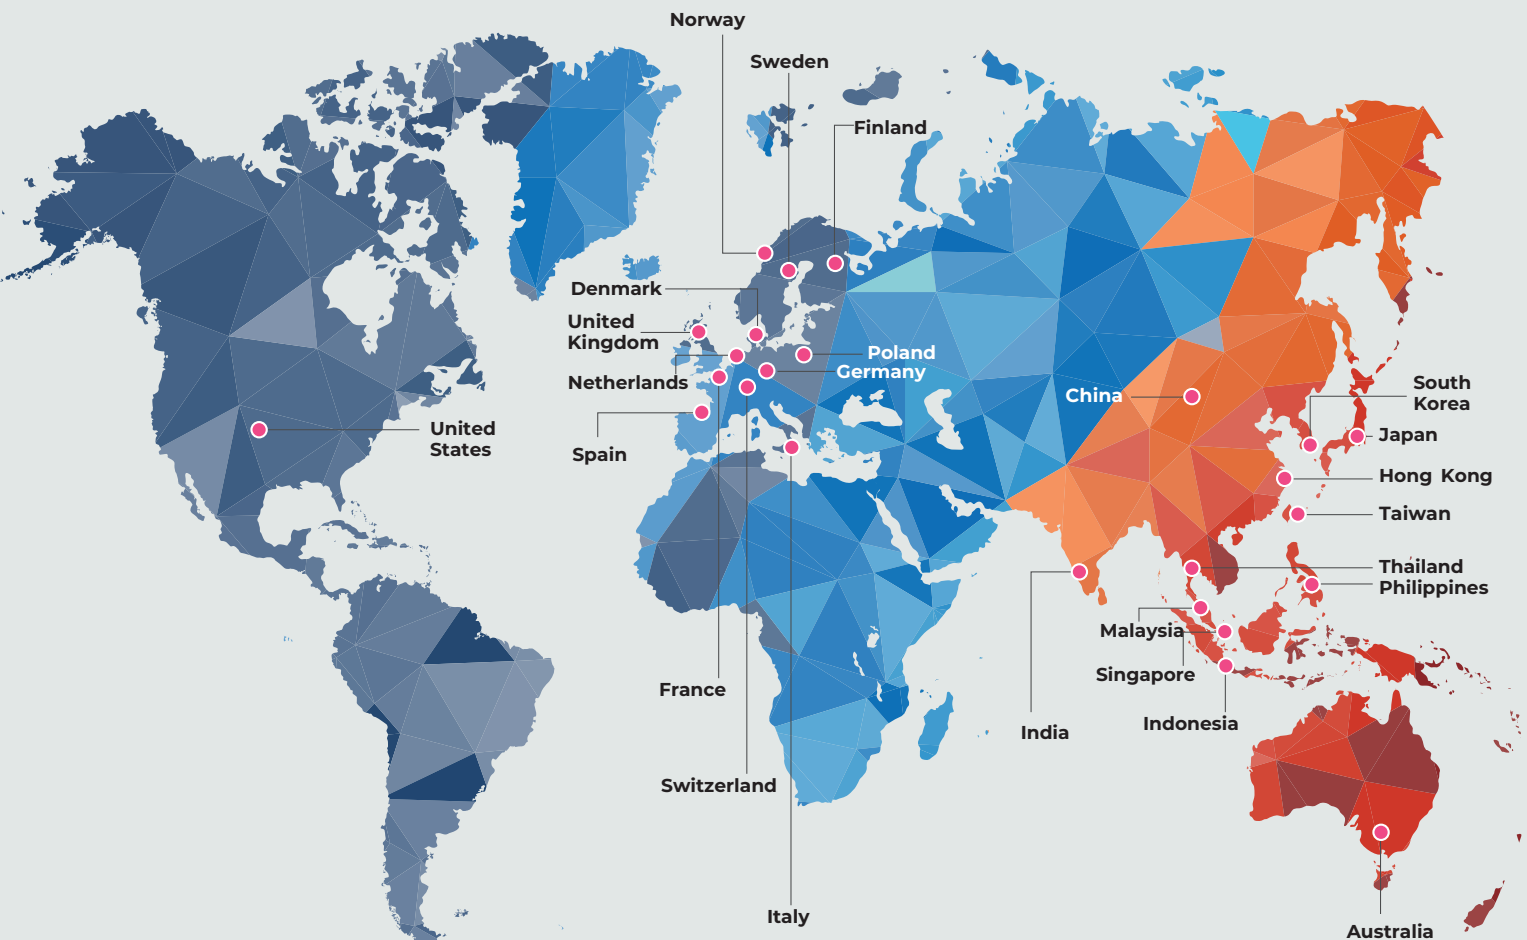 Norway
Sweden
Finland
Denmark
United
Kingdom
Poland
Germany
Netherlands
China
South
Korea
United
States
Spain
Japan
Hong Kong
Taiwan
Thailand
Philippines
Malaysia
Singapore
France
Indonesia
India
Switzerland
Italy
Australia